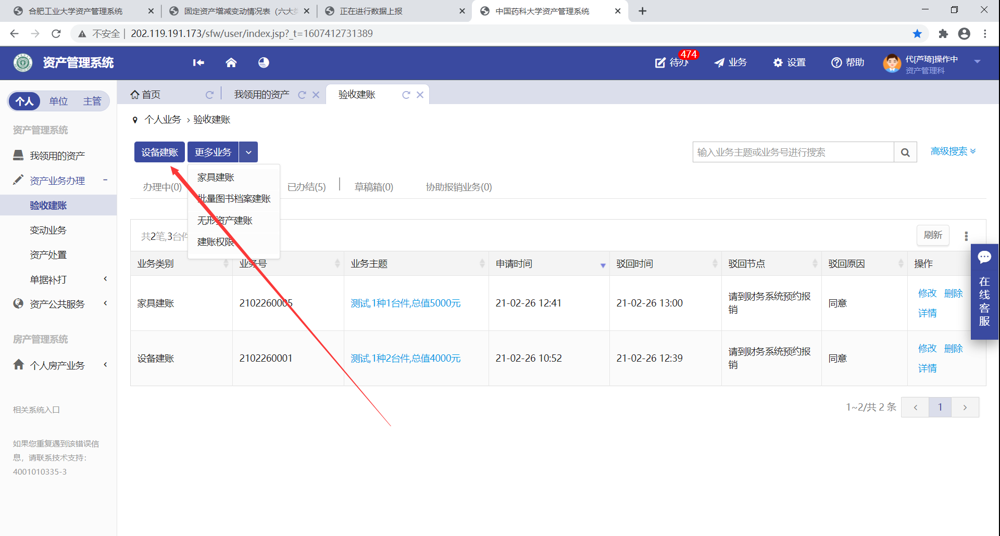 合肥工业大学资产管理系统
固定资产增减变动情况表（六大类
正在进行数据上报
中国药科大学资产管理系统
不安全
202.119.191.173/sfw/user/index.jsp?_t=1607412731389
资产管理系统
待办
474
业务
设置
帮助
代[芦琦]操作中
资产管理科
个人
单位
主管
首页
我领用的资产
验收建账
个人业务 › 验收建账
资产管理系统
我领用的资产
资产业务办理
验收建账
变动业务
资产处置
单据补打
资产公共服务
房产管理系统
个人房产业务
相关系统入口
如果您重复遇到该错误信
息，请联系技术支持：
4001010335-3
设备建账
更多业务
输入业务主题或业务号进行搜索
高级搜索
家具建账
批量图书档案建账
无形资产建账
建账权限
办理中(0)
已办结(5)
草稿箱(0)
协助报销业务(0)
共2笔,3台件
刷新
业务类别 业务号 业务主题 申请时间 驳回时间 驳回节点 驳回原因 操作
家具建账 2102260005 测试,1种1台件,总值5000元 21-02-26 12:41 21-02-26 13:00 请到财务系统预约报 同意 修改 删除
销 详情
设备建账 2102260001 测试,1种2台件,总值4000元 21-02-26 10:52 21-02-26 12:39 请到财务系统预约报 同意 修改 删除
销 详情
1~2/共 2 条
1
在
线
客
服